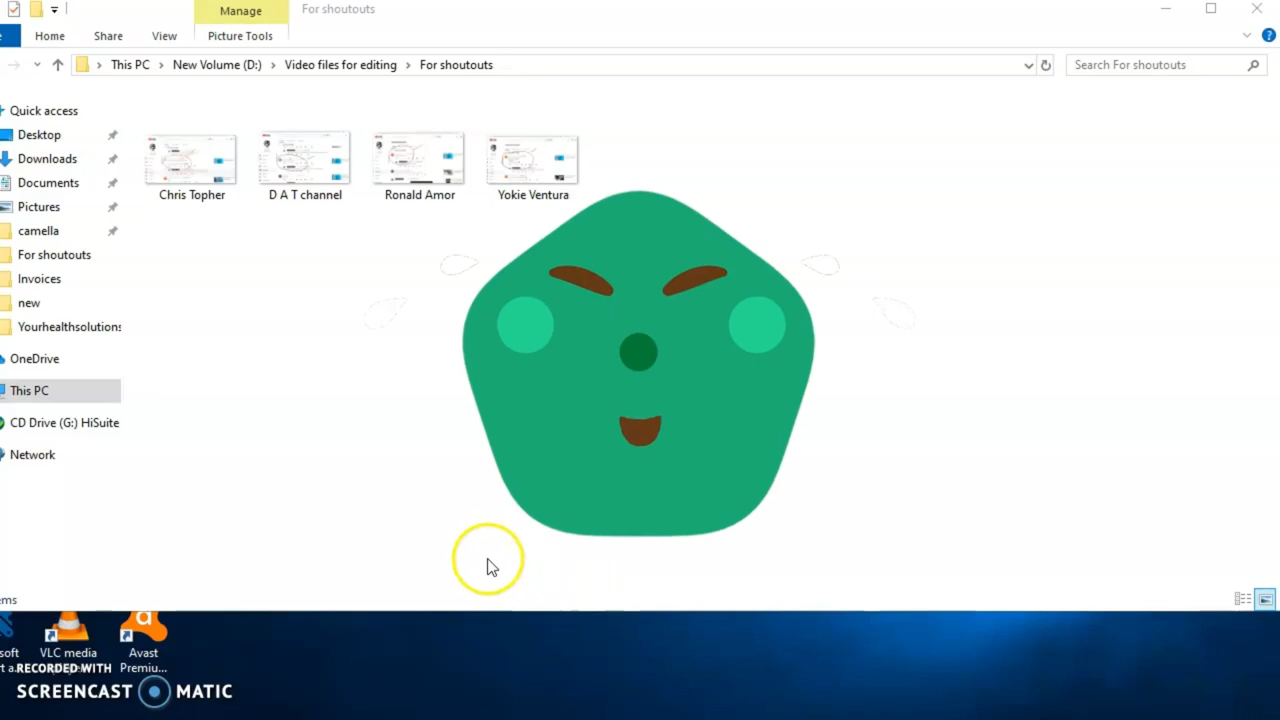 Manage
For shoutouts
Home
Share
View
Picture Tools
This PC
New Volume (D:)
Video files for editing
For shoutouts
Search For shoutouts
Quick access
Desktop
Downloads
Documents
Pictures
camella
For shoutouts
Invoices
new
Yourhealthsolutions
OneDrive
This PC
CD Drive (G:) HiSuite
Network
Chris Topher
D A T channel
Ronald Amor
Yokie Ventura
VLC media
Avast
Premiu...
RECORDED WITH
SCREENCAST MATIC